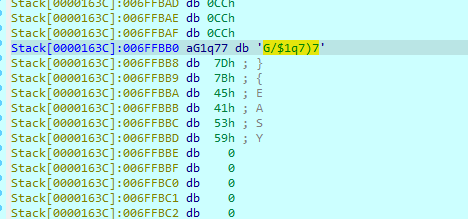 Stack[0000163C]:006FFBAD db 0CCh
Stack[0000163C]:006FFBAE db 0CCh
Stack[0000163C]:006FFBAF db 0CCh
Stack[0000163C]:006FFBB0 aG1q77 db 'G/$1q7)7'
Stack[0000163C]:006FFBB8 db 7Dh ; }
Stack[0000163C]:006FFBB9 db 7Bh ; {
Stack[0000163C]:006FFBBA db 45h ; E
Stack[0000163C]:006FFBBB db 41h ; A
Stack[0000163C]:006FFBBC db 53h ; S
Stack[0000163C]:006FFBBD db 59h ; Y
Stack[0000163C]:006FFBBE db 0
Stack[0000163C]:006FFBBF db 0
Stack[0000163C]:006FFBC0 db 0
Stack[0000163C]:006FFBC1 db 0
Stack[0000163C]:006FFBC2 db 0